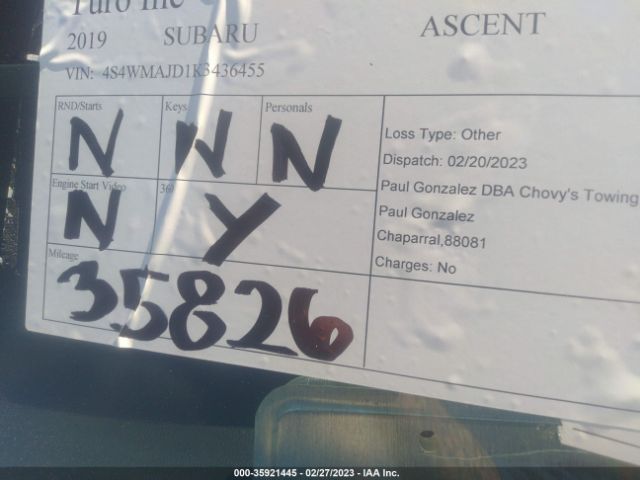 Turo Inc
2019 SUBARU ASCENT
VIN: 4S4WMAJD1K3436455
RND/Starts Keys Personals
N N N
Engine Start Video 360
N Y
Mileage
35826
Loss Type: Other
Dispatch: 02/20/2023
Paul Gonzalez DBA Chovy's Towing
Paul Gonzalez
Chaparral,88081
Charges: No
000-35921445 - 02/27/2023 - IAA Inc.